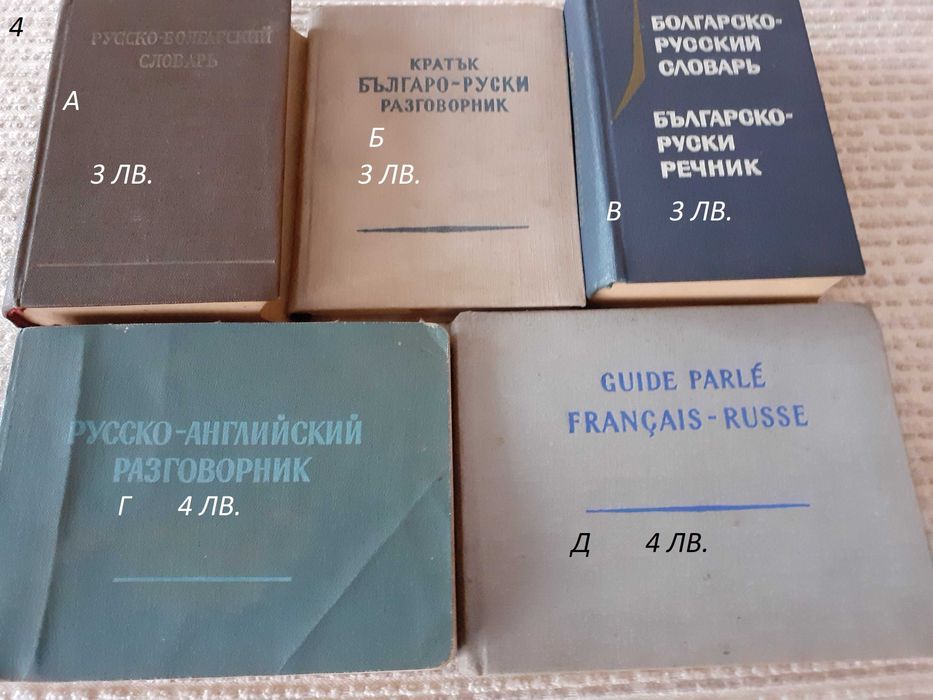 4
РУССКО-БОЛГАРСКИЙ
СЛОВАРЬ
А
3 ЛВ.
КРАТЪК
БЪЛГАРО-РУСКИ
РАЗГОВОРНИК
Б
3 ЛВ.
БОЛГАРСКО-
РУССКИЙ
СЛОВАРЬ
БЪЛГАРСКО-
РУСКИ
РЕЧНИК
В 3 ЛВ.
РУССКО-АНГЛИЙСКИЙ
РАЗГОВОРНИК
Г 4 ЛВ.
GUIDE PARLÉ
FRANÇAIS-RUSSE
Д 4 ЛВ.